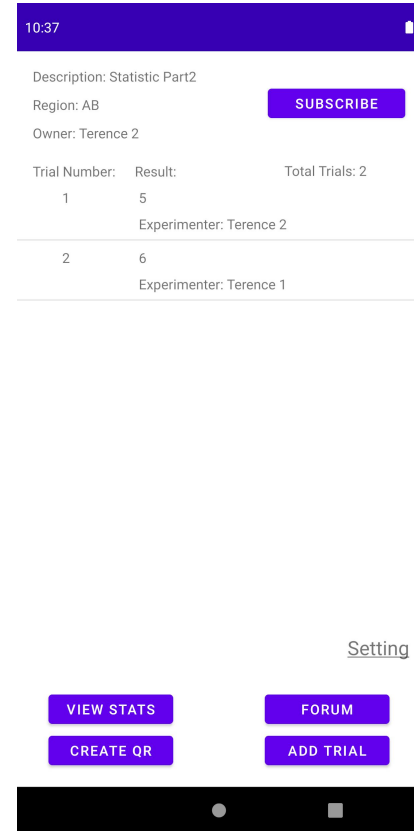 10:37
Description: Statistic Part2
Region: AB
SUBSCRIBE
Owner: Terence 2
Trial Number: Result: Total Trials: 2
1 5
Experimenter: Terence 2
2 6
Experimenter: Terence 1
Setting
VIEW STATS FORUM
CREATE QR ADD TRIAL